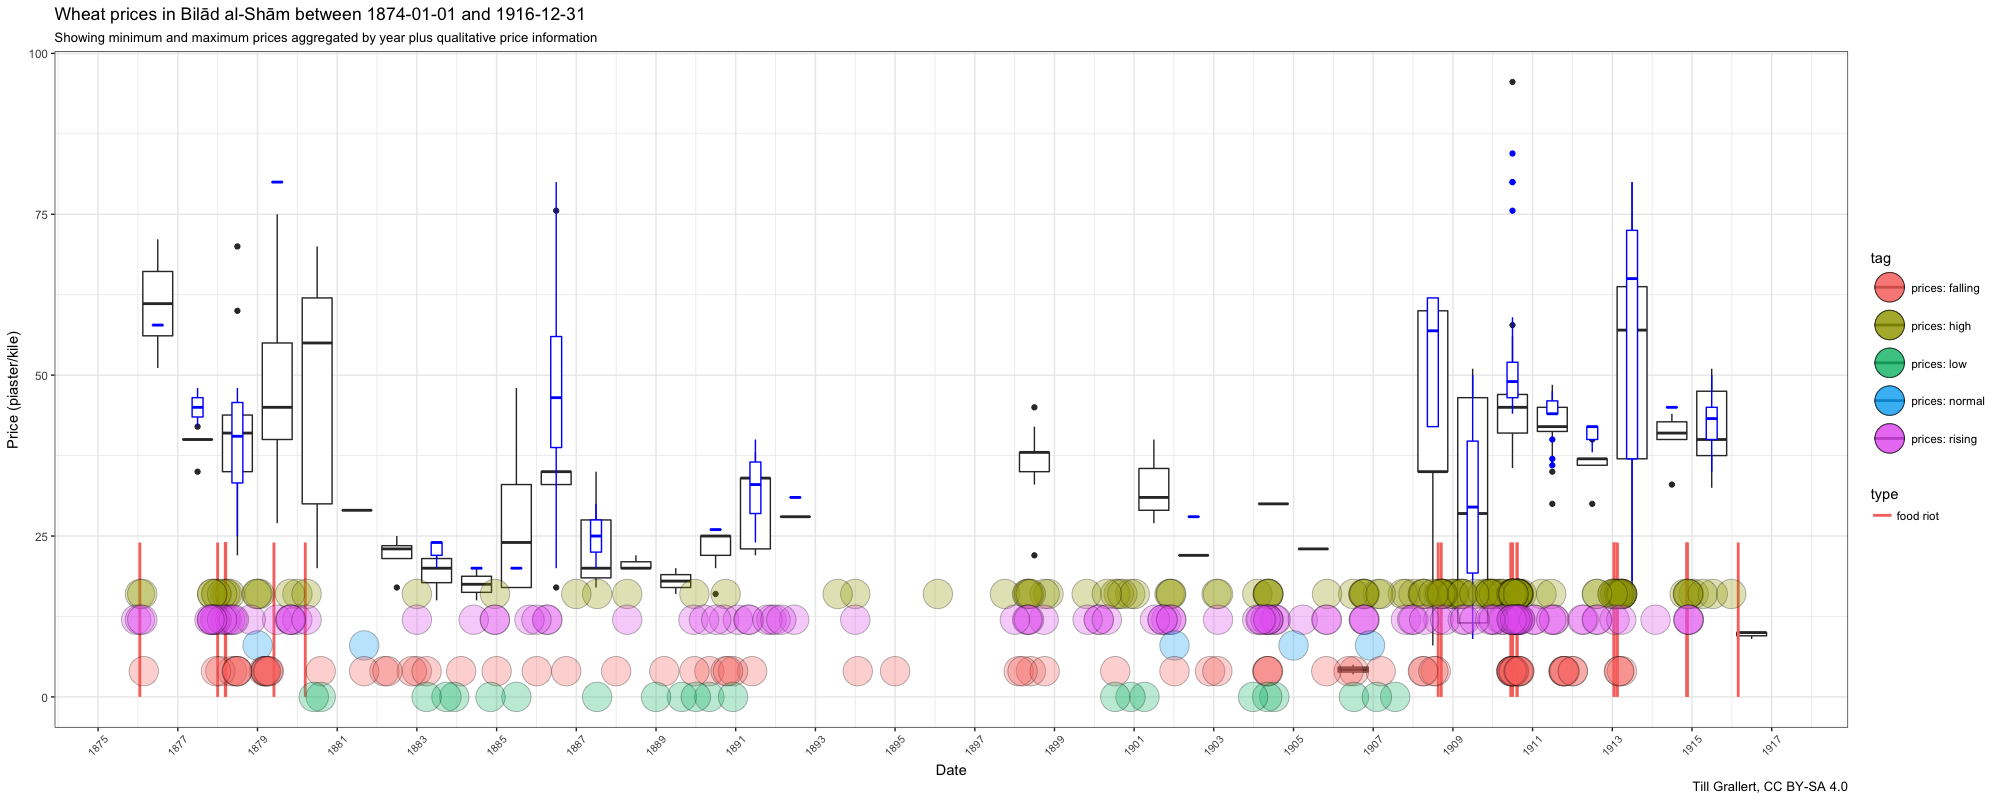 Wheat prices in Bilād al-Shām between 1874-01-01 and 1916-12-31
Showing minimum and maximum prices aggregated by year plus qualitative price information
100
75
50
25
0
Price (piaster/kile)
1875 1877 1879 1881 1883 1885 1887 1889 1891 1893 1895 1897 1899 1901 1903 1905 1907 1909 1911 1913 1915 1917
Date
tag
prices: falling
prices: high
prices: low
prices: normal
prices: rising
type
food riot
Till Grallert, CC BY-SA 4.0